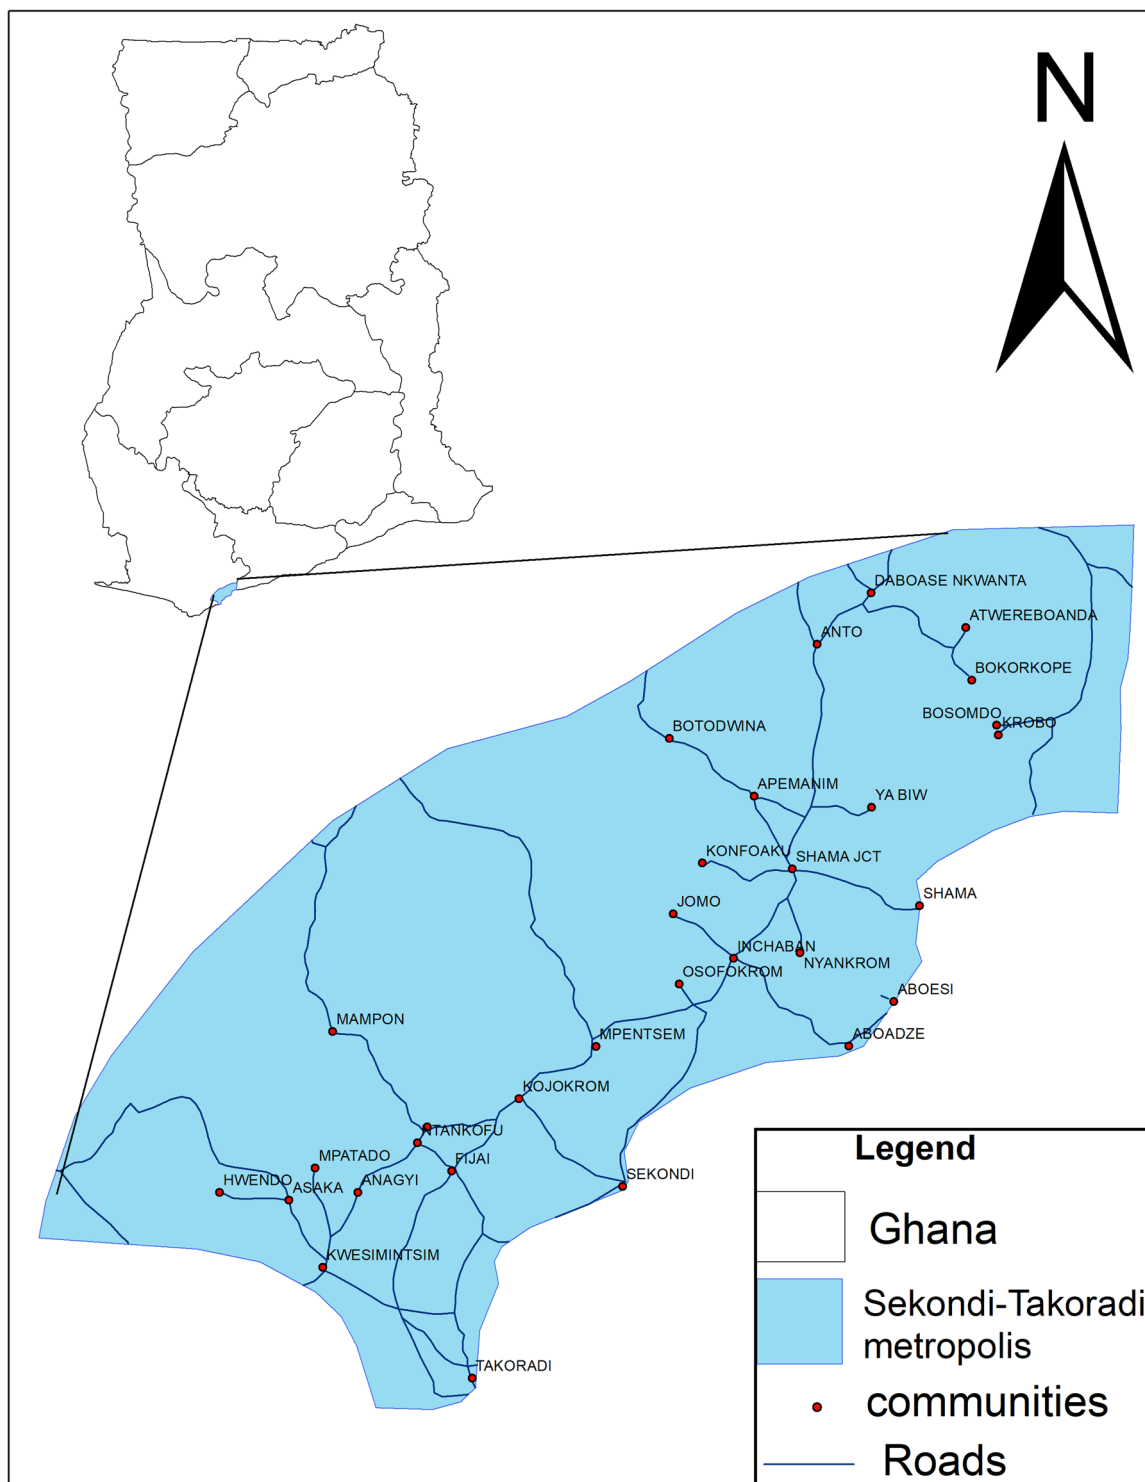 N
DABOASE NKWANTA
ATWEREBOANDA
ANTO
BOKORKOPE
BOSOMDO
KROBO
BOTODWINA
APEMANIM
YA BIW
KONFOAKU
SHAMA JCT
SHAMA
JOMO
INCHABAN
NYANKROM
OSOFOKROM
ABOESI
MAMPON
MPENTSEM
ABOADZE
KOJOKROM
NTANKOFU
FIJAI
MPATADO
HWENDO
ASAKA
ANAGYI
SEKONDI
KWESIMINTSIM
TAKORADI
Legend
Ghana
Sekondi-Takoradi
metropolis
communities
Roads